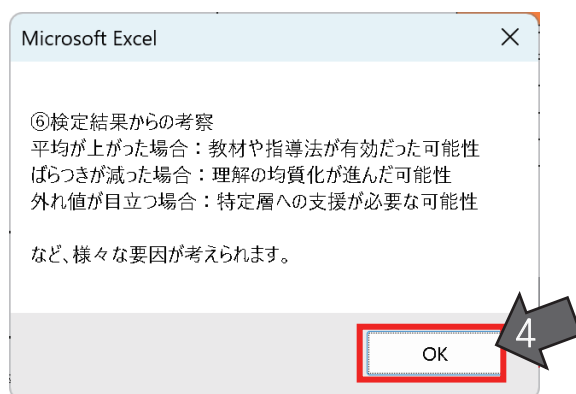 Microsoft Excel
⑥検定結果からの考察
平均が上がった場合：教材や指導法が有効だった可能性
ばらつきが減った場合：理解の均質化が進んだ可能性
外れ値が目立つ場合：特定層への支援が必要な可能性
など、様々な要因が考えられます。
4
OK